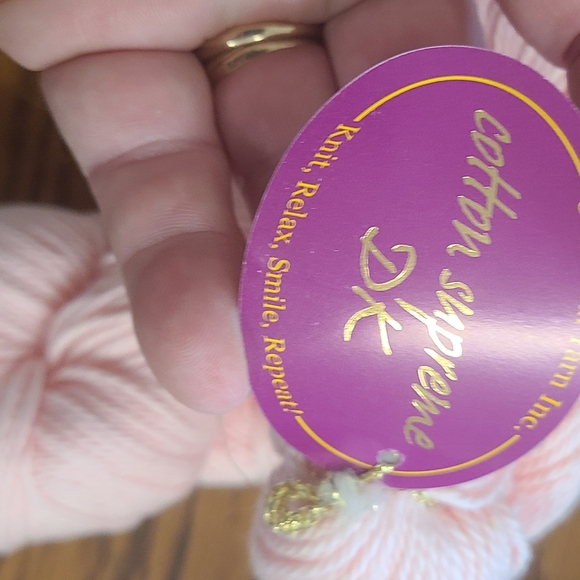 Yarn Inc.
cotton supreme
DK
Knit, Relax, Smile, Repeat!